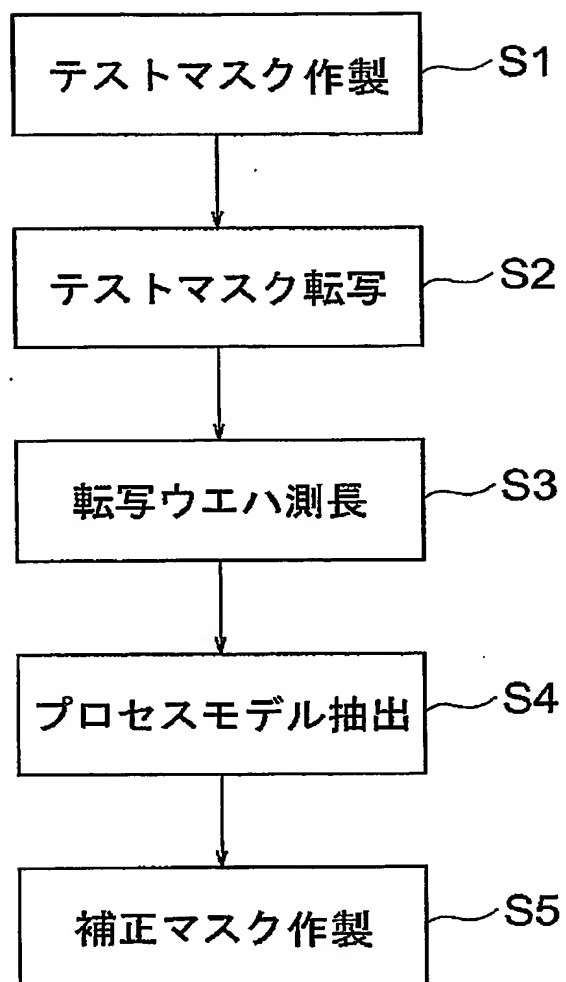 テストマスク作製 S1
テストマスク転写 S2
転写ウエハ測長 S3
プロセスモデル抽出 S4
補正マスク作製 S5